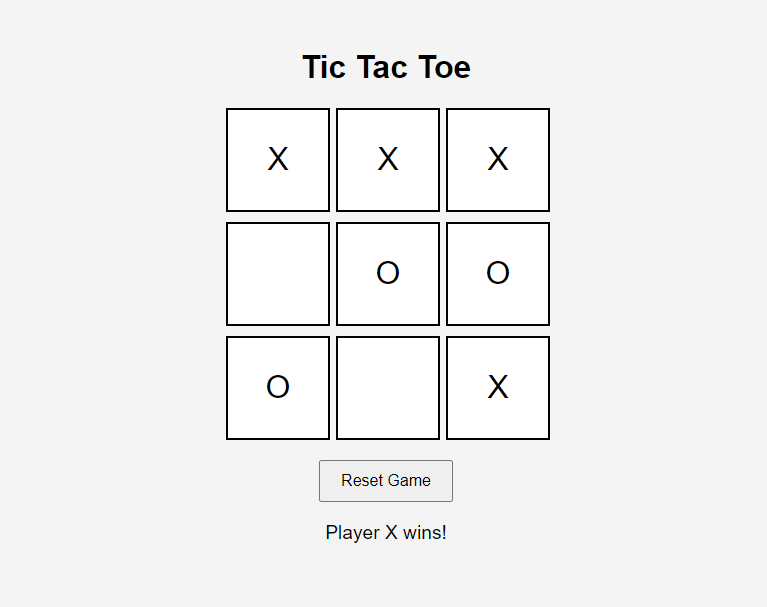 Tic Tac Toe
X X X
O O
O X
Reset Game
Player X wins!